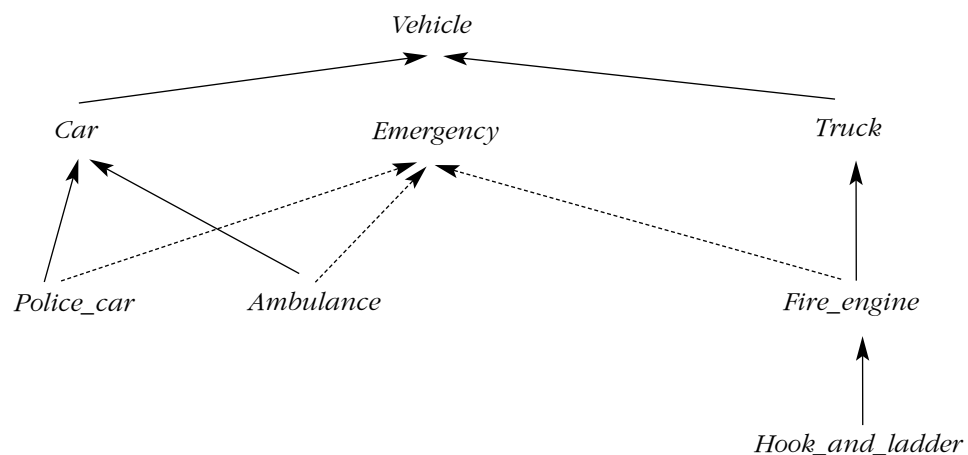 Vehicle
Car
Emergency
Truck
Police_car
Ambulance
Fire_engine
Hook_and_ladder